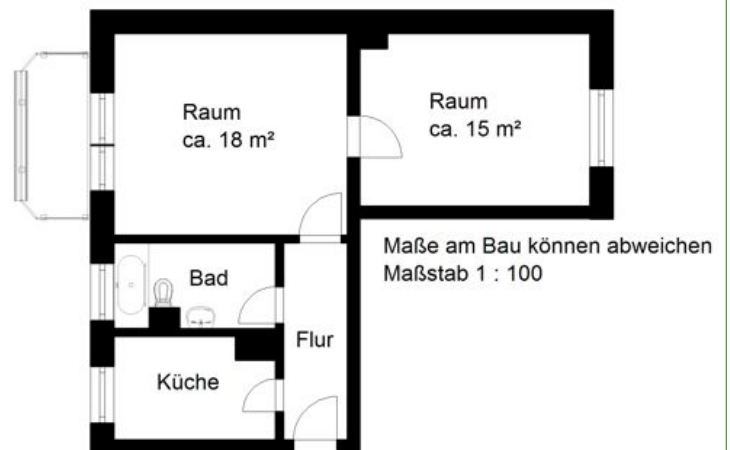 Raum
ca. 18 m²
Raum
ca. 15 m²
Maße am Bau können abweichen
Maßstab 1 : 100
Bad
Flur
Küche